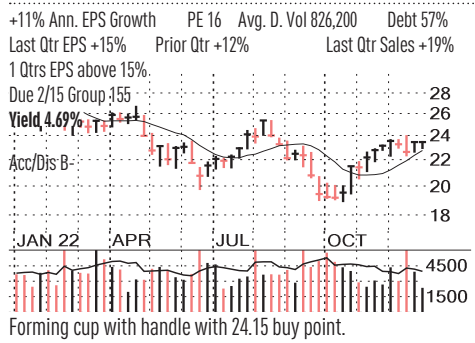 +11% Ann. EPS Growth PE 16 Avg. D. Vol 826,200 Debt 57%
Last Qtr EPS +15% Prior Qtr +12% Last Qtr Sales +19%
1 Qtrs EPS above 15%
Due 2/15 Group 155
Yield 4.69%
Acc/Dis B-
28
26
24
22
20
18
JAN 22 APR JUL OCT
4500
1500
Forming cup with handle with 24.15 buy point.